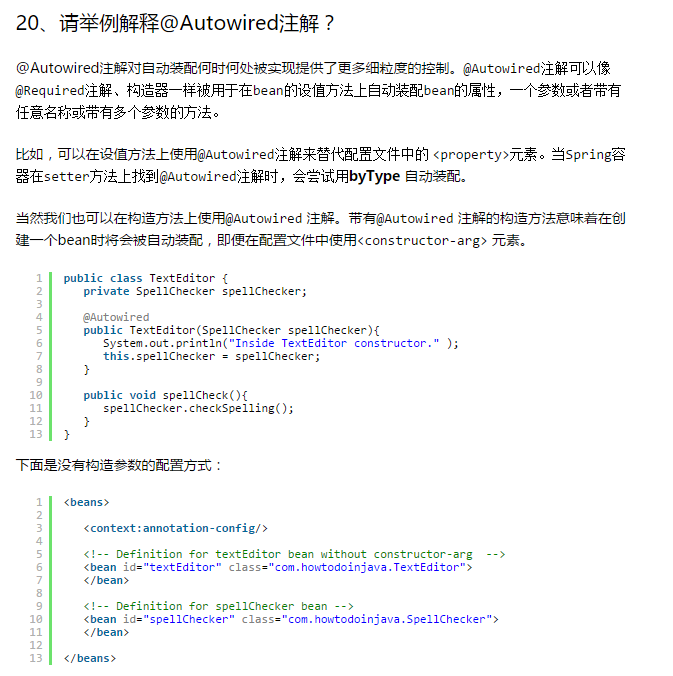 20、请举例解释@Autowired注解？
@Autowired注解对自动装配何时何处被实现提供了更多细粒度的控制。@Autowired注解可以像
@Required注解、构造器一样被用于在bean的设值方法上自动装配bean的属性，一个参数或者带有
任意名称或带有多个参数的方法。
比如，可以在设值方法上使用@Autowired注解来替代配置文件中的 <property>元素。当Spring容
器在setter方法上找到@Autowired注解时，会尝试用byType 自动装配。
当然我们也可以在构造方法上使用@Autowired 注解。带有@Autowired 注解的构造方法意味着在创
建一个bean时将会被自动装配，即便在配置文件中使用<constructor-arg> 元素。
1 public class TextEditor {
2    private SpellChecker spellChecker;
3
4    @Autowired
5    public TextEditor(SpellChecker spellChecker){
6       System.out.println("Inside TextEditor constructor." );
7       this.spellChecker = spellChecker;
8    }
9
10    public void spellCheck(){
11       spellChecker.checkSpelling();
12    }
13 }
下面是没有构造参数的配置方式：
1 <beans>
2
3    <context:annotation-config/>
4
5    <!-- Definition for textEditor bean without constructor-arg  -->
6    <bean id="textEditor" class="com.howtodoinjava.TextEditor">
7    </bean>
8
9    <!-- Definition for spellChecker bean -->
10    <bean id="spellChecker" class="com.howtodoinjava.SpellChecker">
11    </bean>
12
13 </beans>